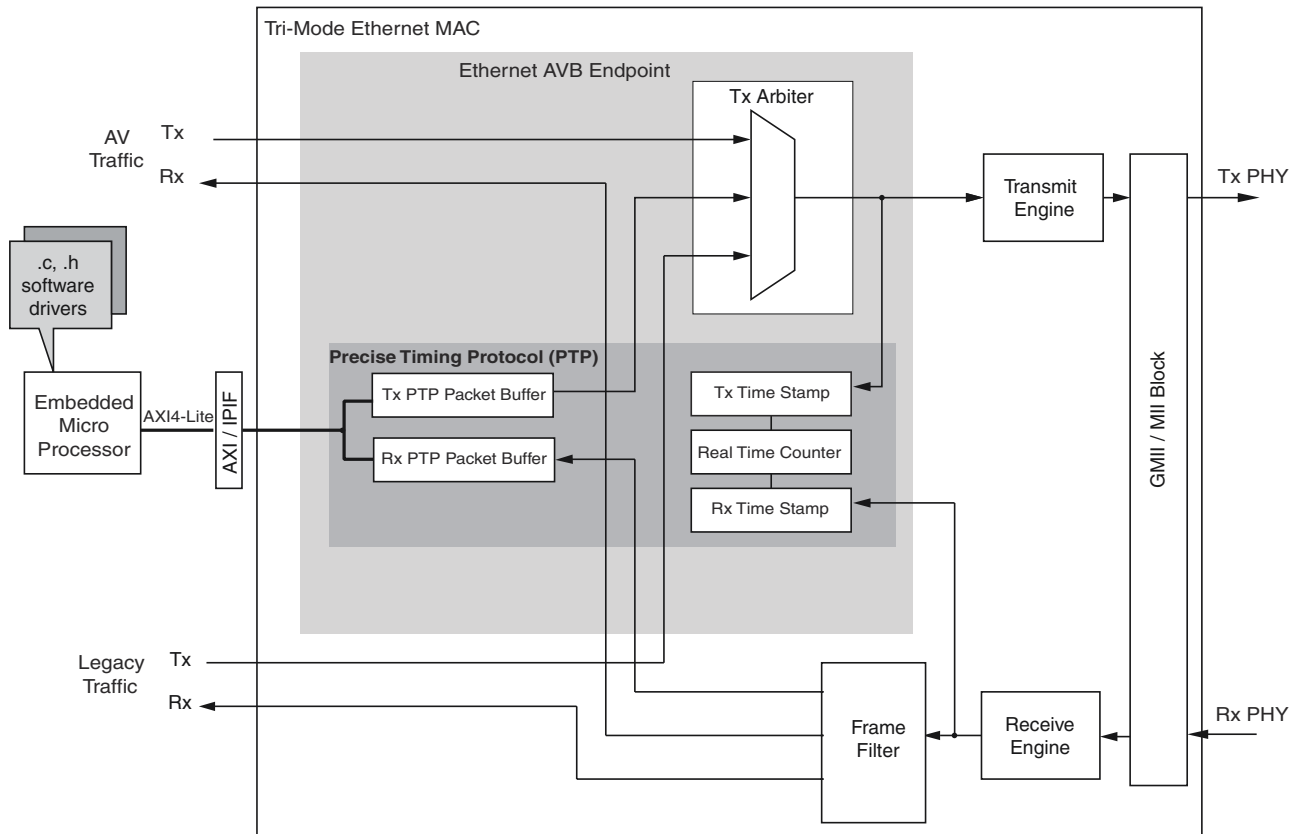 Tri-Mode Ethernet MAC
Ethernet AVB Endpoint
Tx Arbiter
AV
Traffic
Tx
Rx
Transmit
Engine
Tx PHY
.c, .h
software
drivers
Precise Timing Protocol (PTP)
Embedded
Micro
Processor
AXI4-Lite
AXI / IPIF
Tx PTP Packet Buffer
Rx PTP Packet Buffer
Tx Time Stamp
Real Time Counter
Rx Time Stamp
GMII / MII Block
Legacy
Traffic
Tx
Rx
Frame
Filter
Receive
Engine
Rx PHY